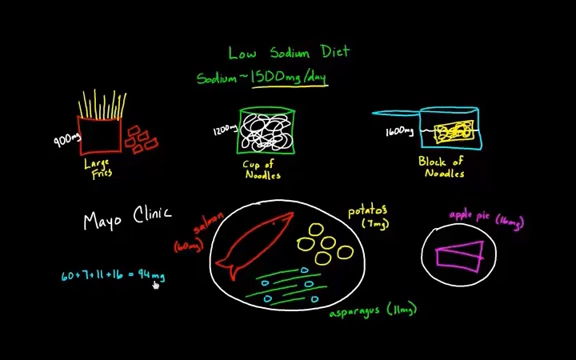 Low Sodium Diet
Sodium ~ 1500mg/day
900mg
Large
Fries
1200mg
Cup of
Noodles
1600mg
Block of
Noodles
Mayo Clinic
60+7+11+16 = 94mg
salmon
(60mg)
potatos
(7mg)
asparagus (11mg)
apple pie (16mg)